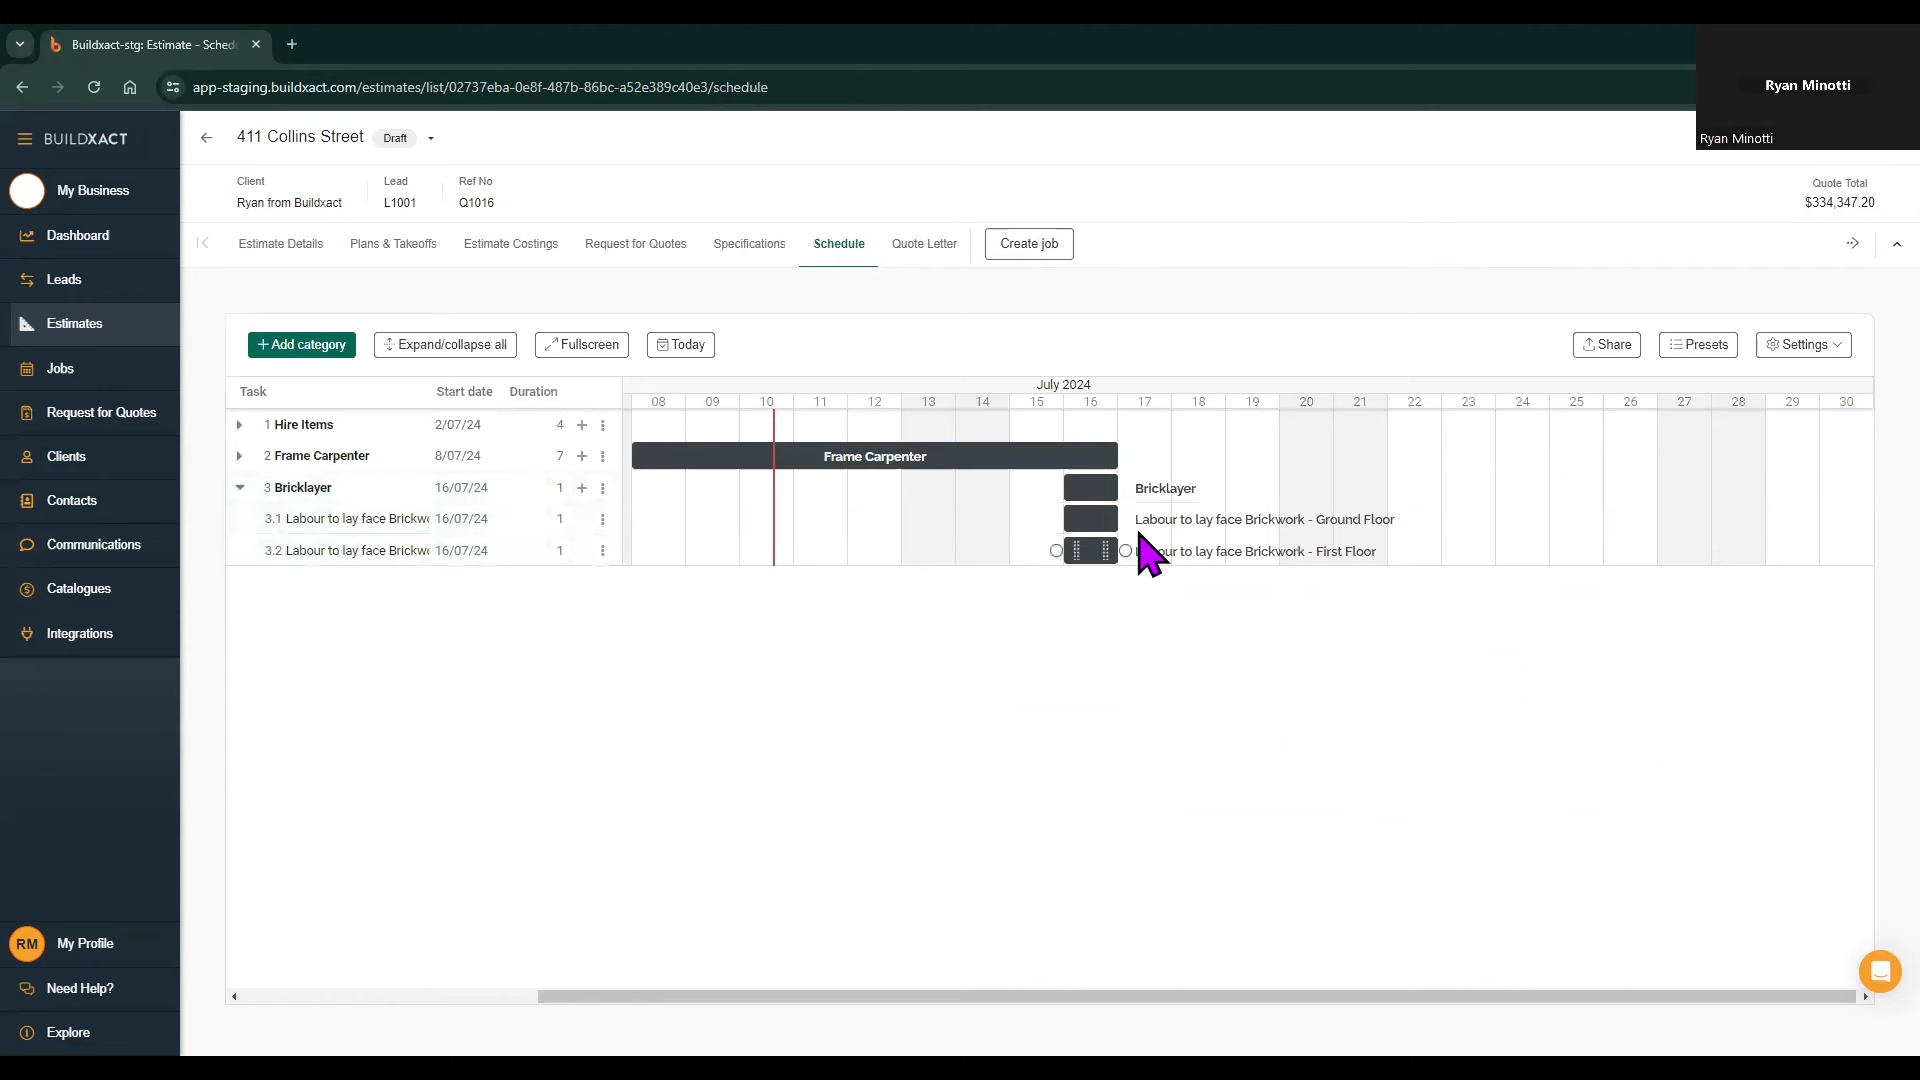 Buildxact-stg: Estimate - Sched
app-staging.buildxact.com/estimates/list/02737eba-0e8f-487b-86bc-a52e389c40e3/schedule
Ryan Minotti
Ryan Minotti
BUILDXACT
My Business
Dashboard
Leads
Estimates
Jobs
Request for Quotes
Clients
Contacts
Communications
Catalogues
Integrations
RM My Profile
Need Help?
Explore
411 Collins Street Draft
Client Lead Ref No
Ryan from Buildxact L1001 Q1016
Quote Total
$334,347.20
Estimate Details Plans & Takeoffs Estimate Costings Request for Quotes Specifications Schedule Quote Letter Create job
Add category Expand/collapse all Fullscreen Today Share Presets Settings
Task Start date Duration
July 2024
08 09 10 11 12 13 14 15 16 17 18 19 20 21 22 23 24 25 26 27 28 29 30
1 Hire Items 2/07/24 4
2 Frame Carpenter 8/07/24 7 Frame Carpenter
3 Bricklayer 16/07/24 1 Bricklayer
3.1 Labour to lay face Brickwo 16/07/24 1 Labour to lay face Brickwork - Ground Floor
3.2 Labour to lay face Brickwo 16/07/24 1 to lay face Brickwork - First Floor